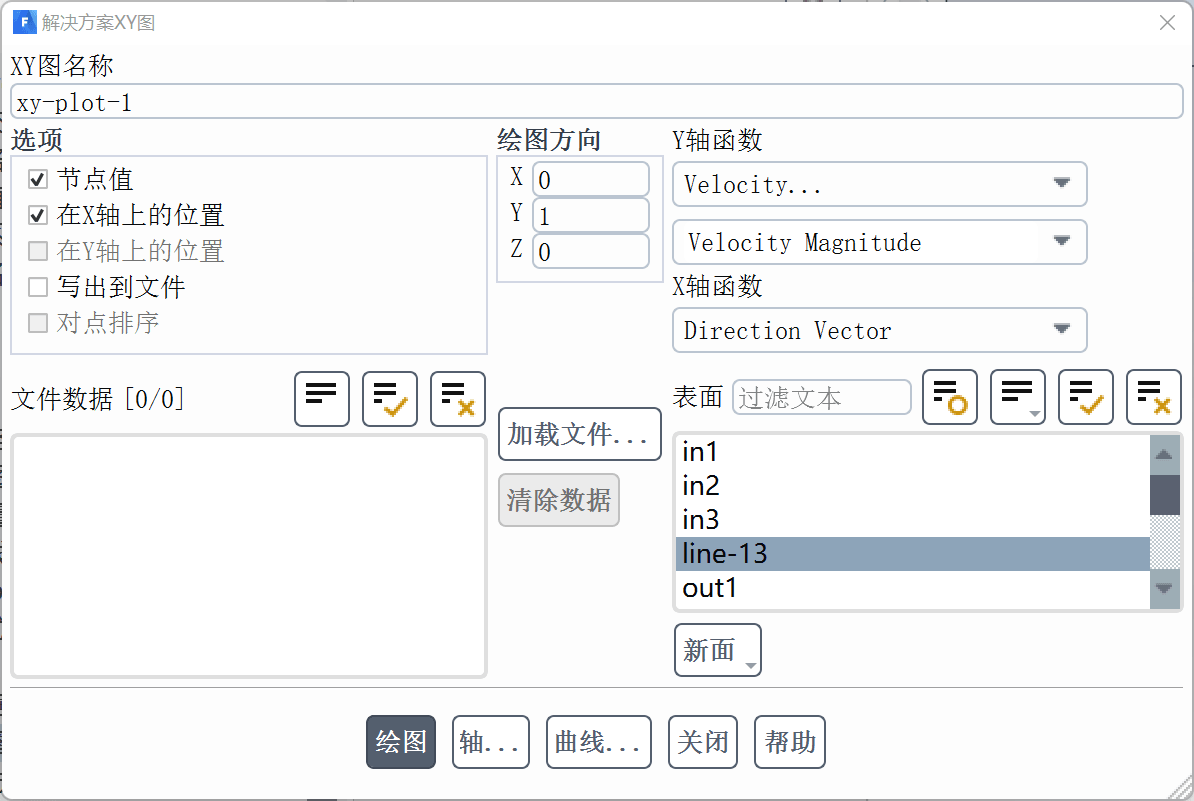 F 解决方案XY图
XY图名称
xy-plot-1
选项
节点值
在X轴上的位置
在Y轴上的位置
写出到文件
对点排序
绘图方向
X 0
Y 1
Z 0
Y轴函数
Velocity...
Velocity Magnitude
X轴函数
Direction Vector
文件数据 [0/0]
加载文件...
清除数据
表面 过滤文本
in1
in2
in3
line-13
out1
新面
绘图 轴... 曲线... 关闭 帮助